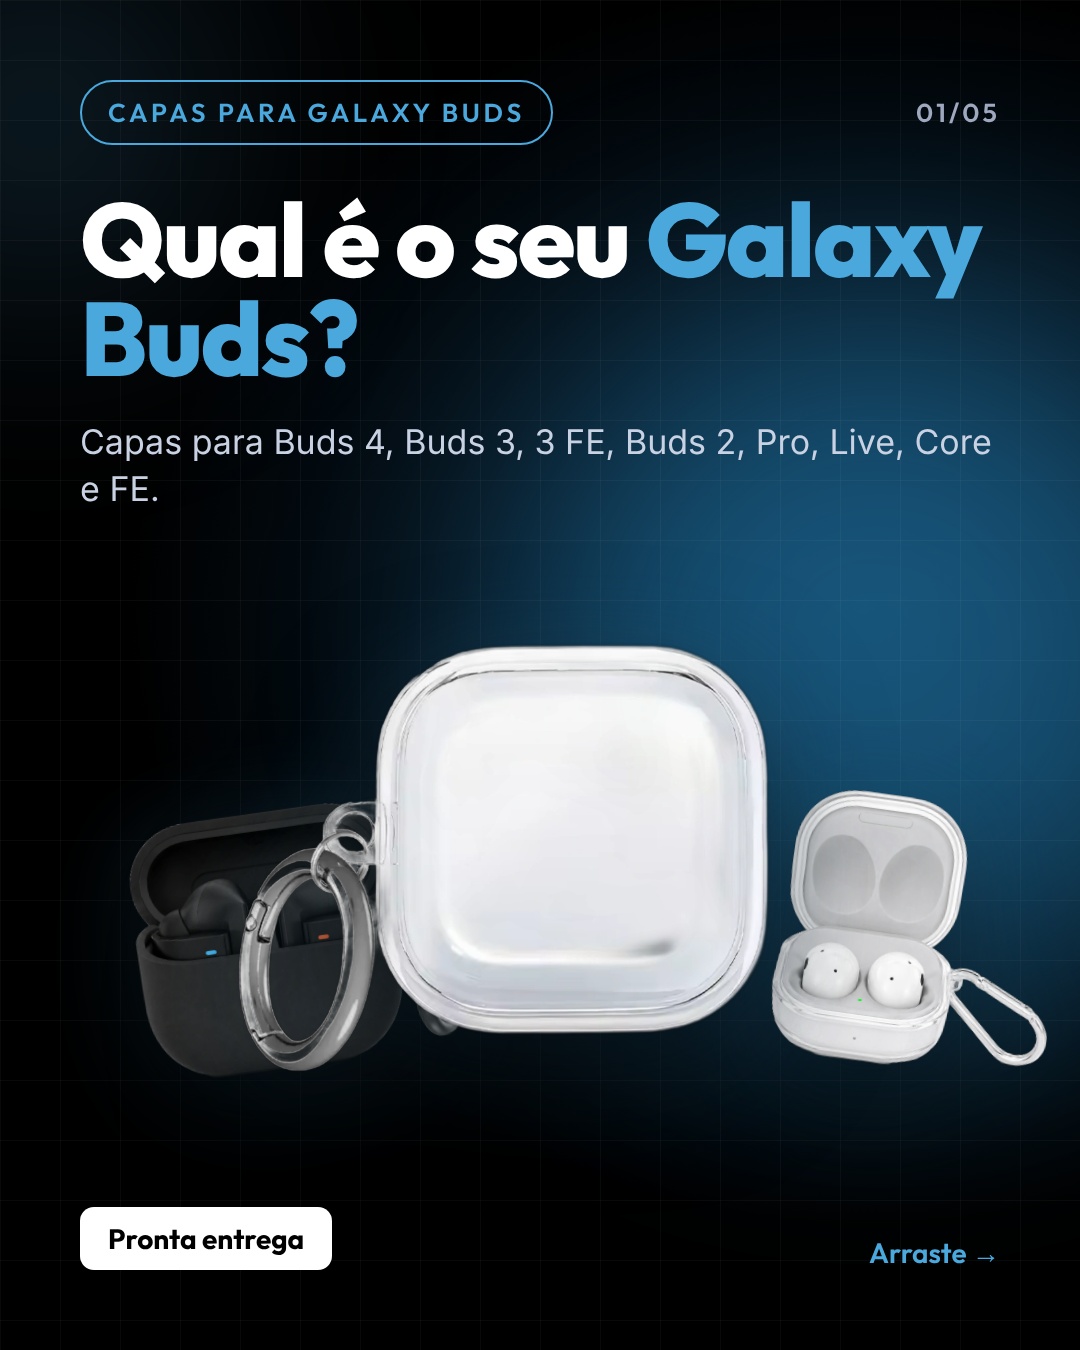 CAPAS PARA GALAXY BUDS
01/05
Qual é o seu Galaxy
Buds?
Capas para Buds 4, Buds 3, 3 FE, Buds 2, Pro, Live, Core
e FE.
Pronta entrega
Arraste →